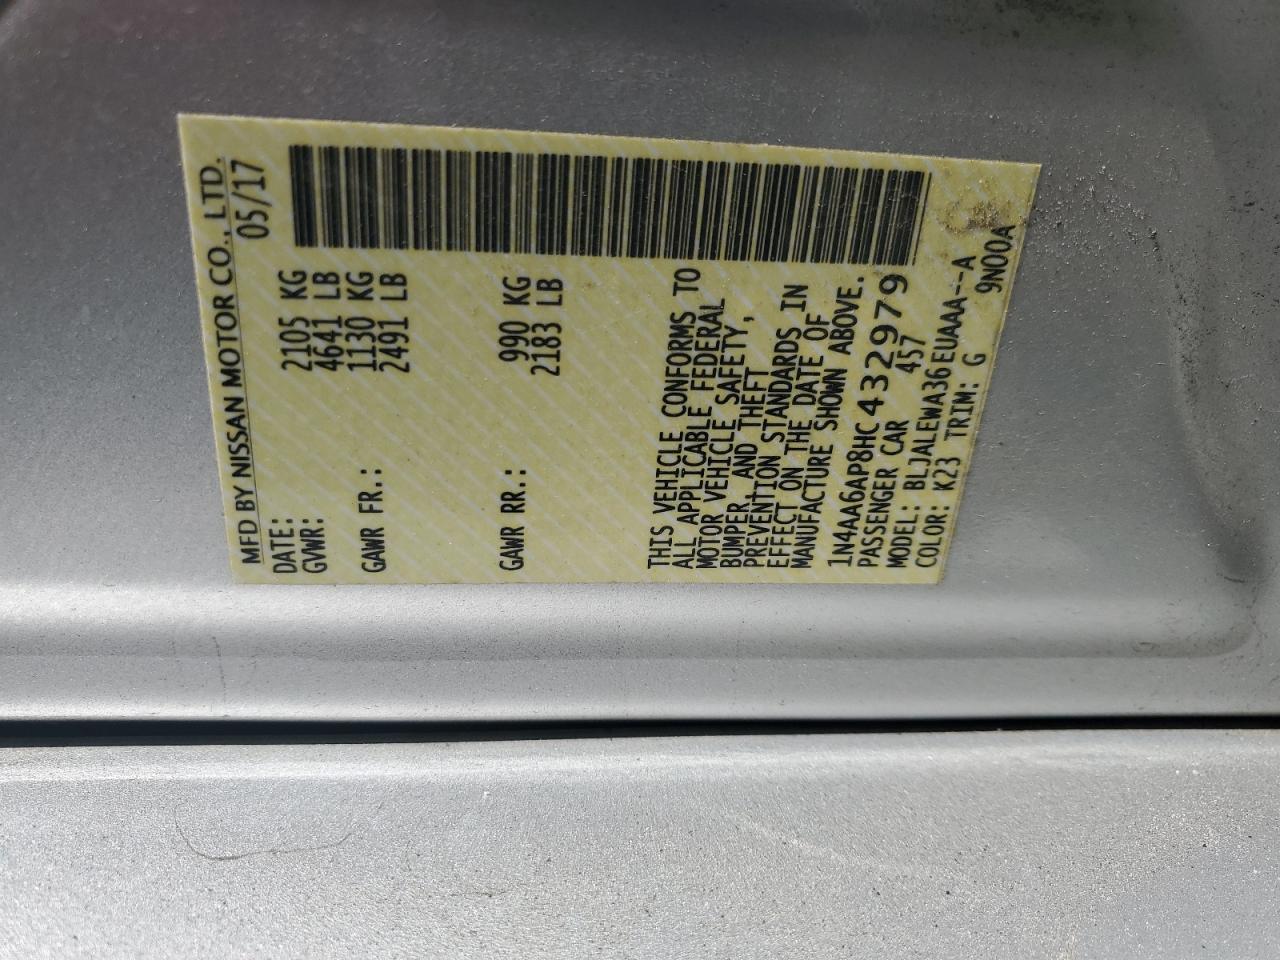 MFD BY NISSAN MOTOR CO., LTD.
DATE: 05/17
GVWR: 2105 KG
4641 LB
GAWR FR.: 1130 KG
2491 LB
GAWR RR.: 990 KG
2183 LB
THIS VEHICLE CONFORMS TO
ALL APPLICABLE FEDERAL
MOTOR VEHICLE SAFETY,
BUMPER, AND THEFT
PREVENTION STANDARDS IN
EFFECT ON THE DATE OF
MANUFACTURE SHOWN ABOVE.
1N4AA6AP8HC432979
PASSENGER CAR 457
MODEL: BLJALEWA36EUAAA--A
COLOR: K23 TRIM: G 9N00A